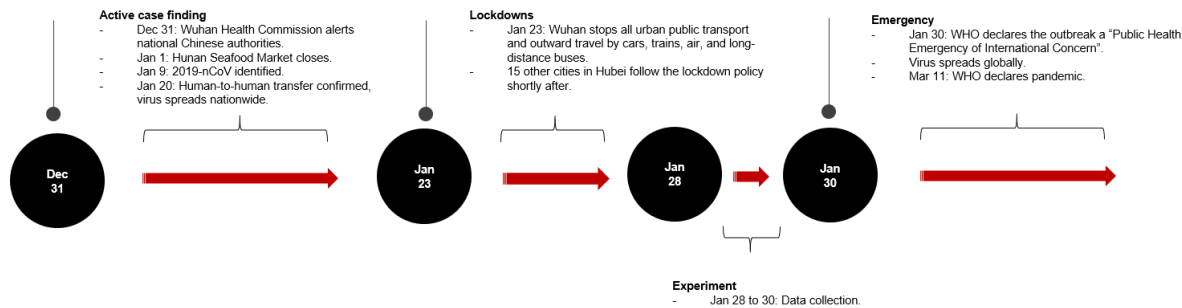 Active case finding
- Dec 31: Wuhan Health Commission alerts
national Chinese authorities.
- Jan 1: Hunan Seafood Market closes.
- Jan 9: 2019-nCoV identified.
- Jan 20: Human-to-human transfer confirmed,
virus spreads nationwide.
Lockdowns
- Jan 23: Wuhan stops all urban public transport
and outward travel by cars, trains, air, and long-
distance buses.
- 15 other cities in Hubei follow the lockdown policy
shortly after.
Emergency
- Jan 30: WHO declares the outbreak a “Public Health
Emergency of International Concern”.
- Virus spreads globally.
- Mar 11: WHO declares pandemic.
Dec
31
Jan
23
Jan
28
Jan
30
Experiment
- Jan 28 to 30: Data collection.